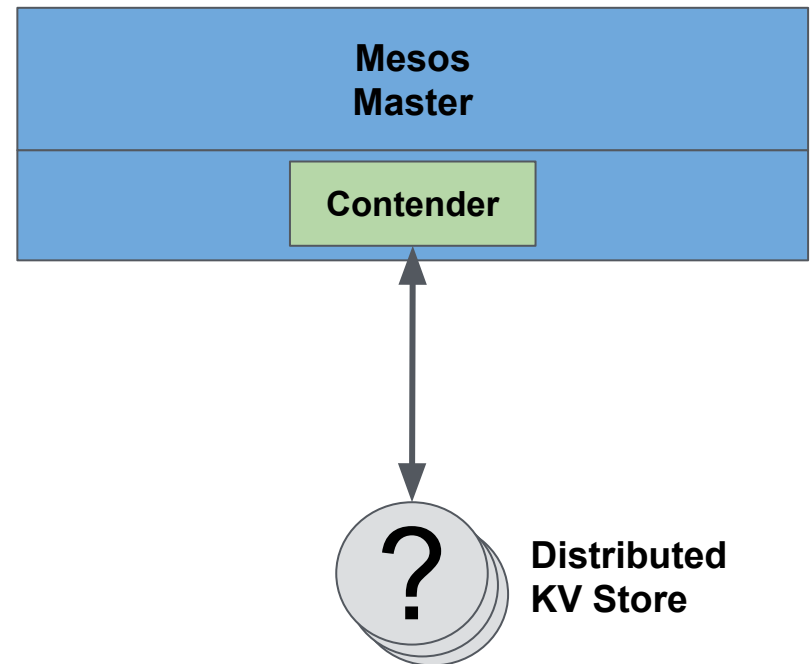 Mesos
Master
Contender
?
Distributed
KV Store